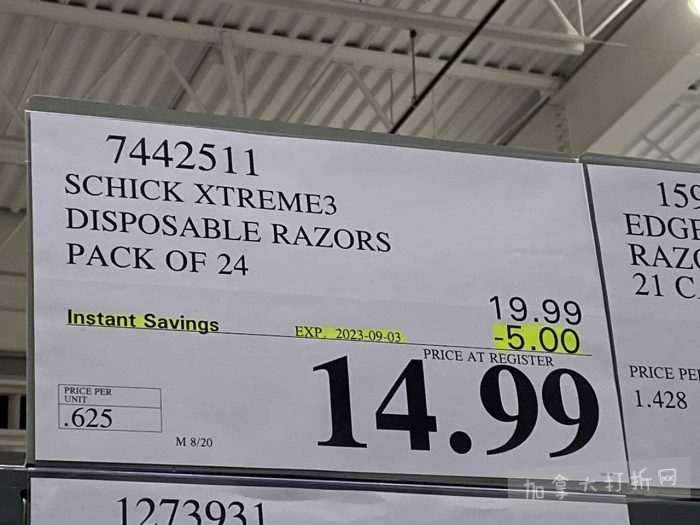 7442511
SCHICK XTREME3
DISPOSABLE RAZORS
PACK OF 24
19.99
Instant Savings EXP. 2023-09-03 -5.00
PRICE AT REGISTER
14.99
PRICE PER
UNIT
.625
M 8/20
159
EDGE
RAZO
21 C
PRICE PE
1.428
1273931
加拿大打折网